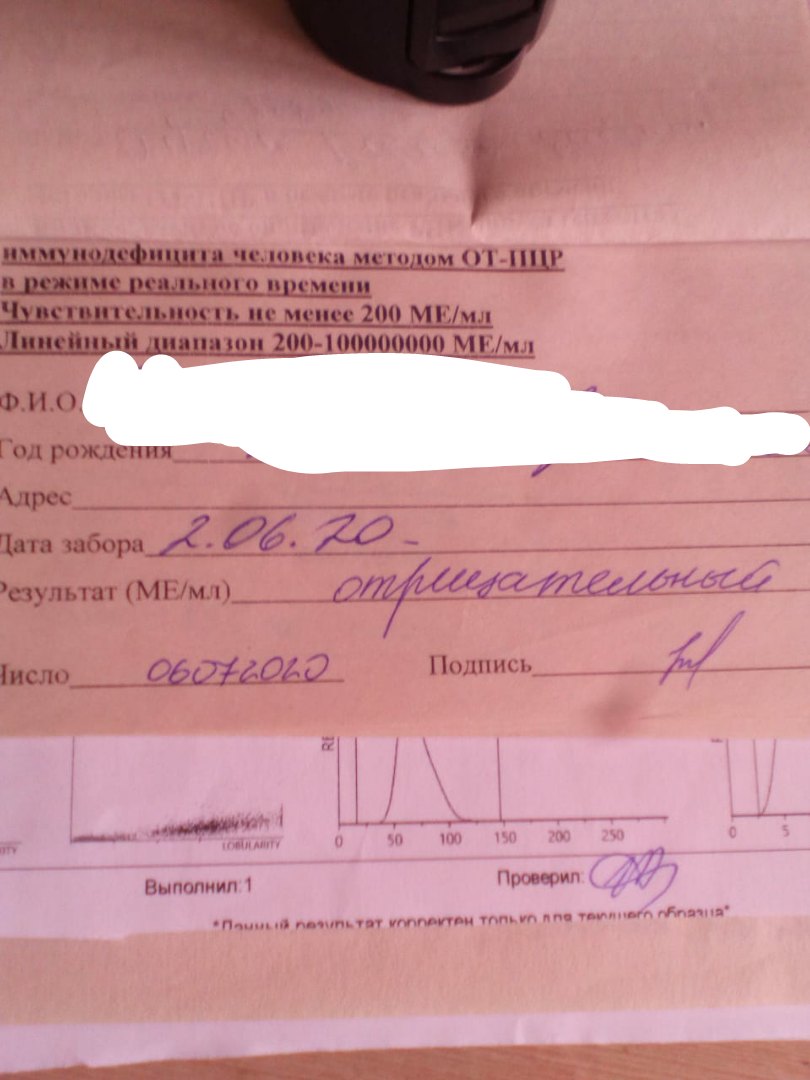 иммунодефицита человека методом ОТ-ПЦР
в режиме реального времени
Чувствительность не менее 200 МЕ/мл
Линейный диапазон 200-100000000 МЕ/мл
Ф.И.О.
Год рождения
Адрес
Дата забора 2.06.20-
Результат (МЕ/мл) отрицательный
Число 06072020 Подпись
LOBULARITY
0 50 100 150 200 250
0 5
Выполнил:1 Проверил:
*Данный результат корректен только для текущего образца*